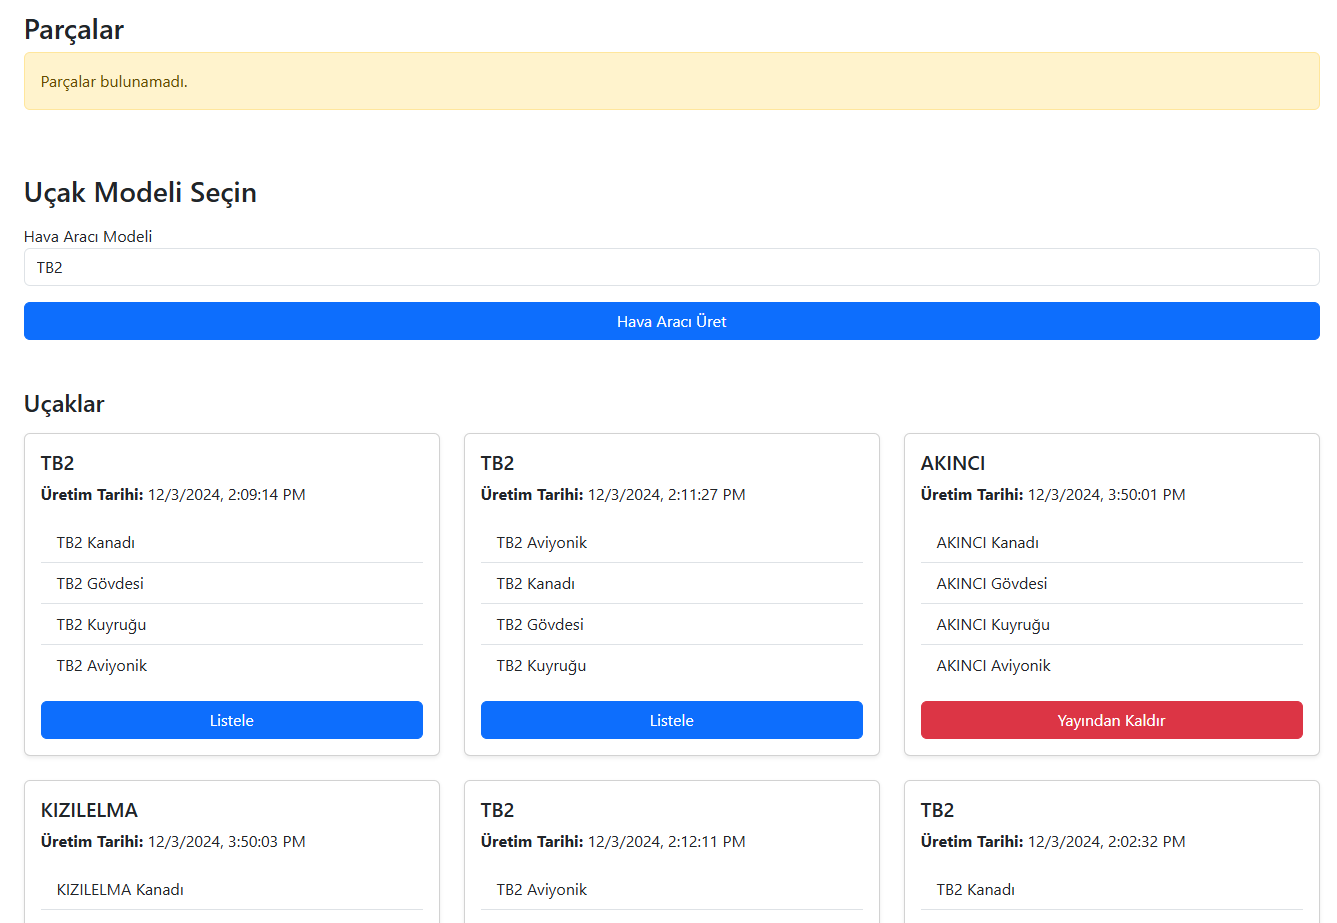 Parçalar
Parçalar bulunamadı.
Uçak Modeli Seçin
Hava Aracı Modeli
TB2
Hava Aracı Üret
Uçaklar
TB2
Üretim Tarihi: 12/3/2024, 2:09:14 PM
TB2 Kanadı
TB2 Gövdesi
TB2 Kuyruğu
TB2 Aviyonik
Listele
TB2
Üretim Tarihi: 12/3/2024, 2:11:27 PM
TB2 Aviyonik
TB2 Kanadı
TB2 Gövdesi
TB2 Kuyruğu
Listele
AKINCI
Üretim Tarihi: 12/3/2024, 3:50:01 PM
AKINCI Kanadı
AKINCI Gövdesi
AKINCI Kuyruğu
AKINCI Aviyonik
Yayından Kaldır
KIZILELMA
Üretim Tarihi: 12/3/2024, 3:50:03 PM
KIZILELMA Kanadı
TB2
Üretim Tarihi: 12/3/2024, 2:12:11 PM
TB2 Aviyonik
TB2
Üretim Tarihi: 12/3/2024, 2:02:32 PM
TB2 Kanadı